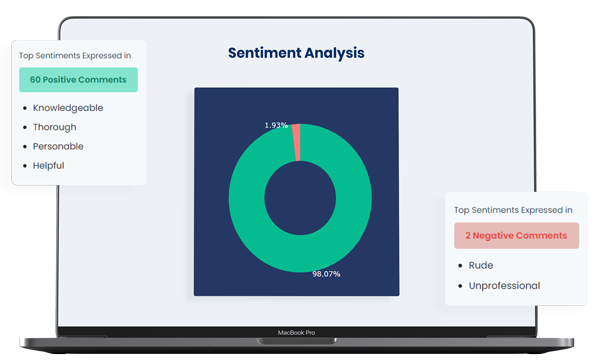 Sentiment Analysis
Top Sentiments Expressed in
60 Positive Comments
Knowledgeable
Thorough
Personable
Helpful
1.93%
98.07%
Top Sentiments Expressed in
2 Negative Comments
Rude
Unprofessional
MacBook Pro